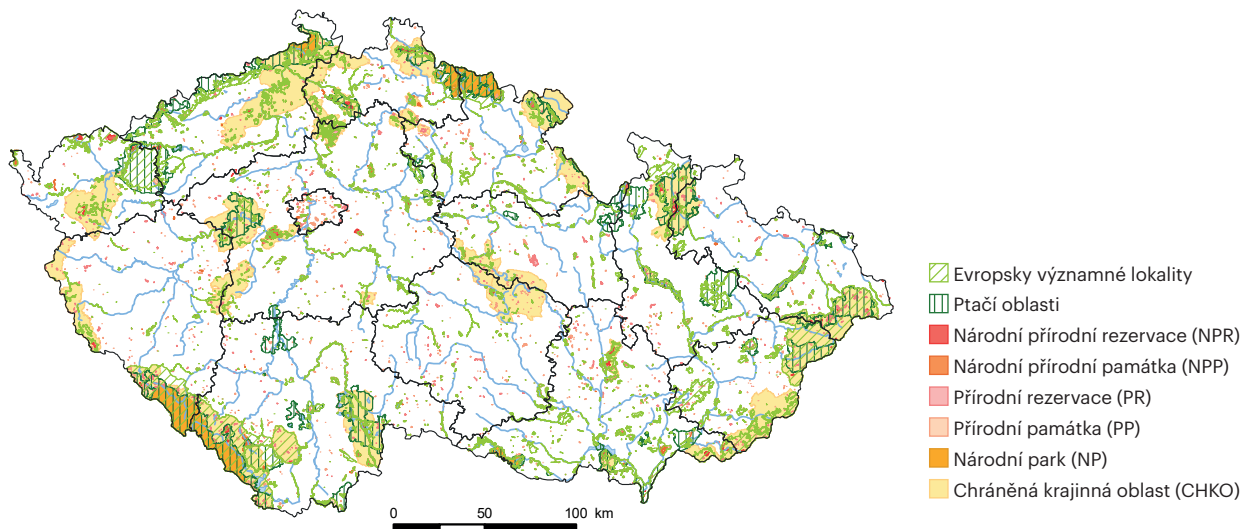 Evropsky významné lokality
Ptačí oblasti
Národní přírodní rezervace (NPR)
Národní přírodní památka (NPP)
Přírodní rezervace (PR)
Přírodní památka (PP)
Národní park (NP)
Chráněná krajinná oblast (CHKO)
0 50 100 km